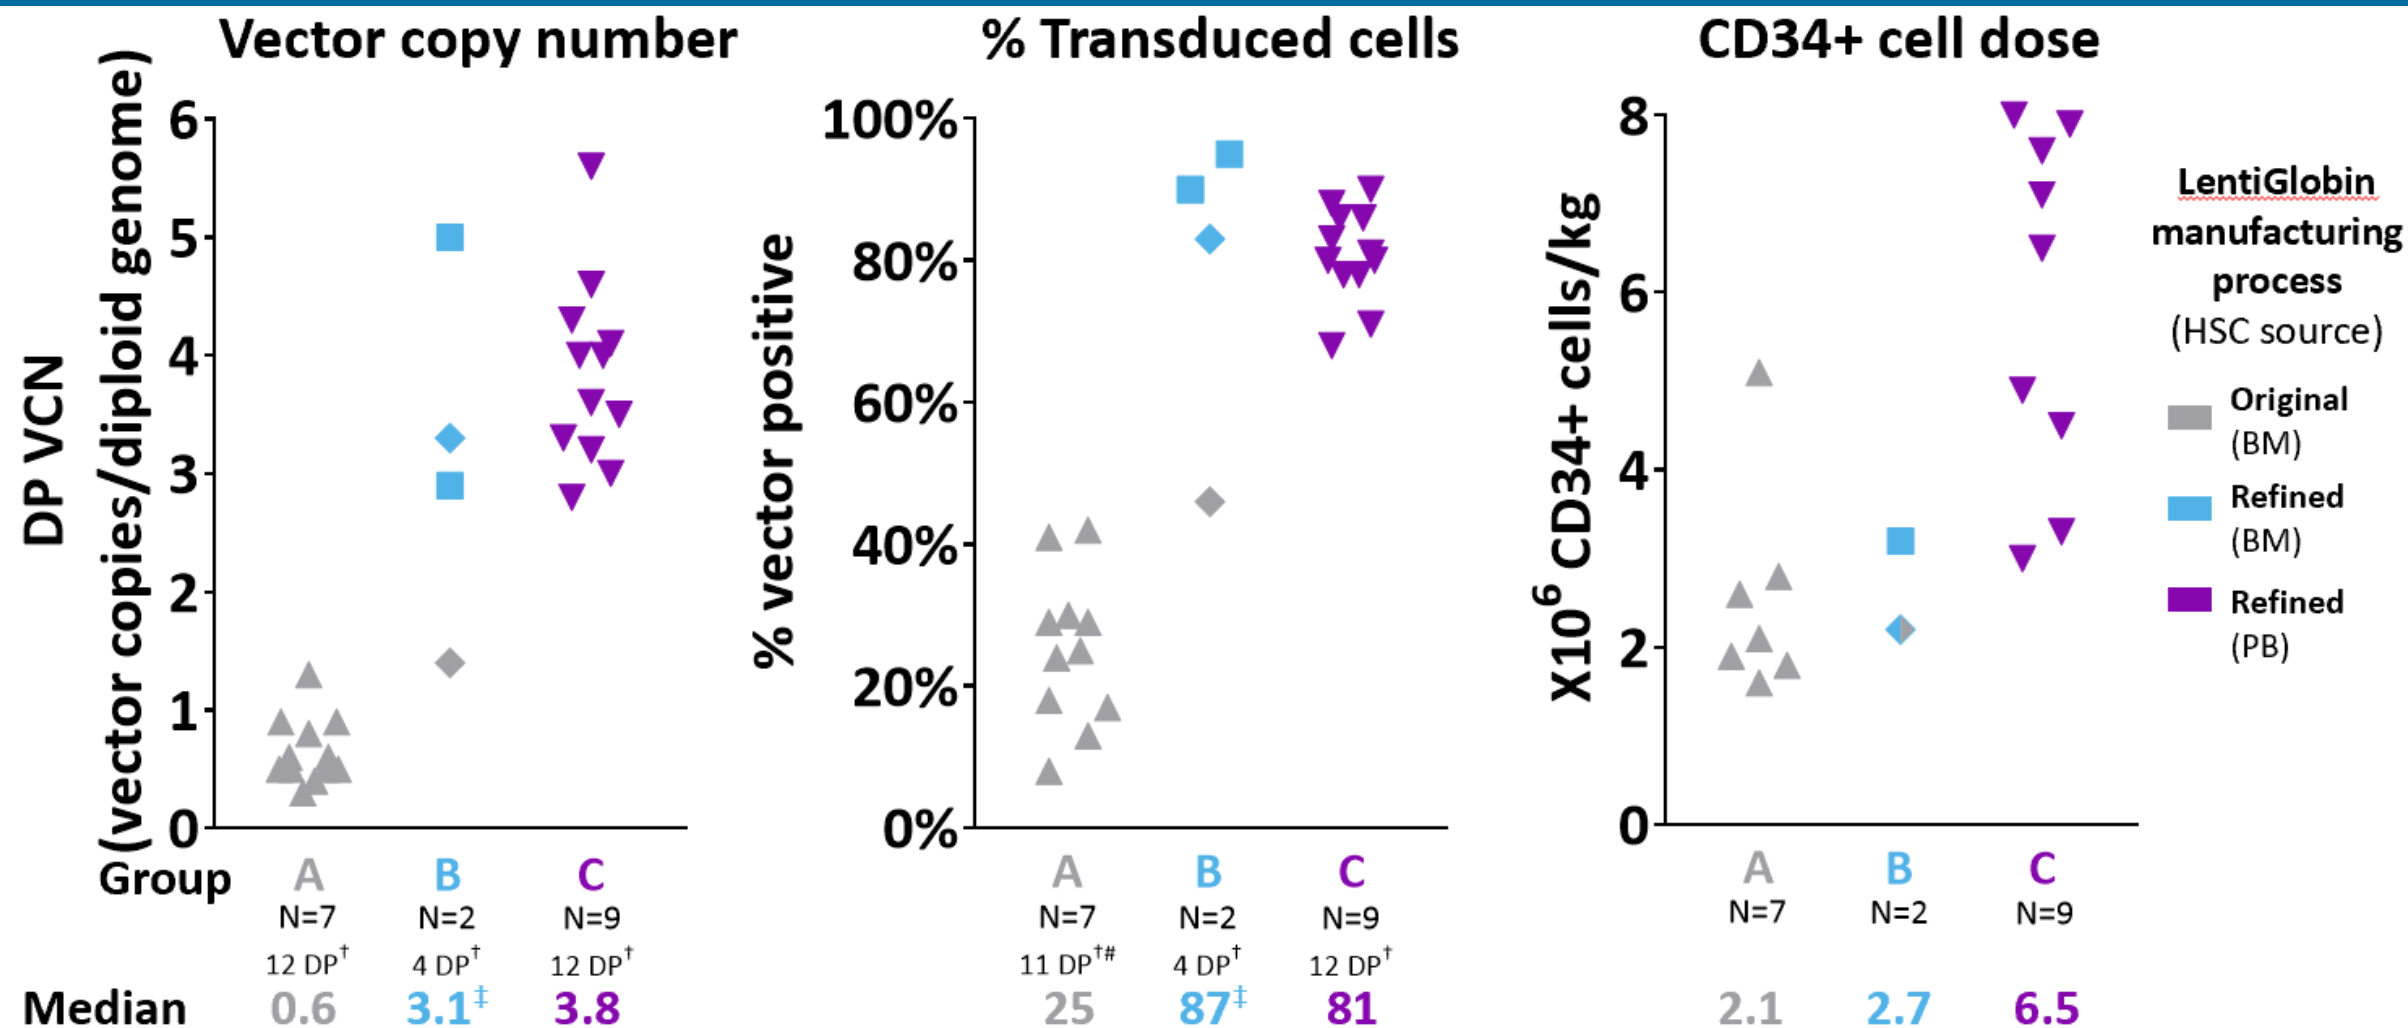 Vector copy number
DP VCN
(vector copies/diploid genome)
6
5
4
3
2
1
0
Group
A
B
C
N=7
N=2
N=9
12 DP†
4 DP†
12 DP†
Median
0.6
3.1‡
3.8
% Transduced cells
% vector positive
100%
80%
60%
40%
20%
0%
A
B
C
N=7
N=2
N=9
11 DP†#
4 DP†
12 DP†
25
87‡
81
CD34+ cell dose
X10⁶ CD34+ cells/kg
8
6
4
2
0
A
B
C
N=7
N=2
N=9
2.1
2.7
6.5
LentiGlobin
manufacturing
process
(HSC source)
Original
(BM)
Refined
(BM)
Refined
(PB)